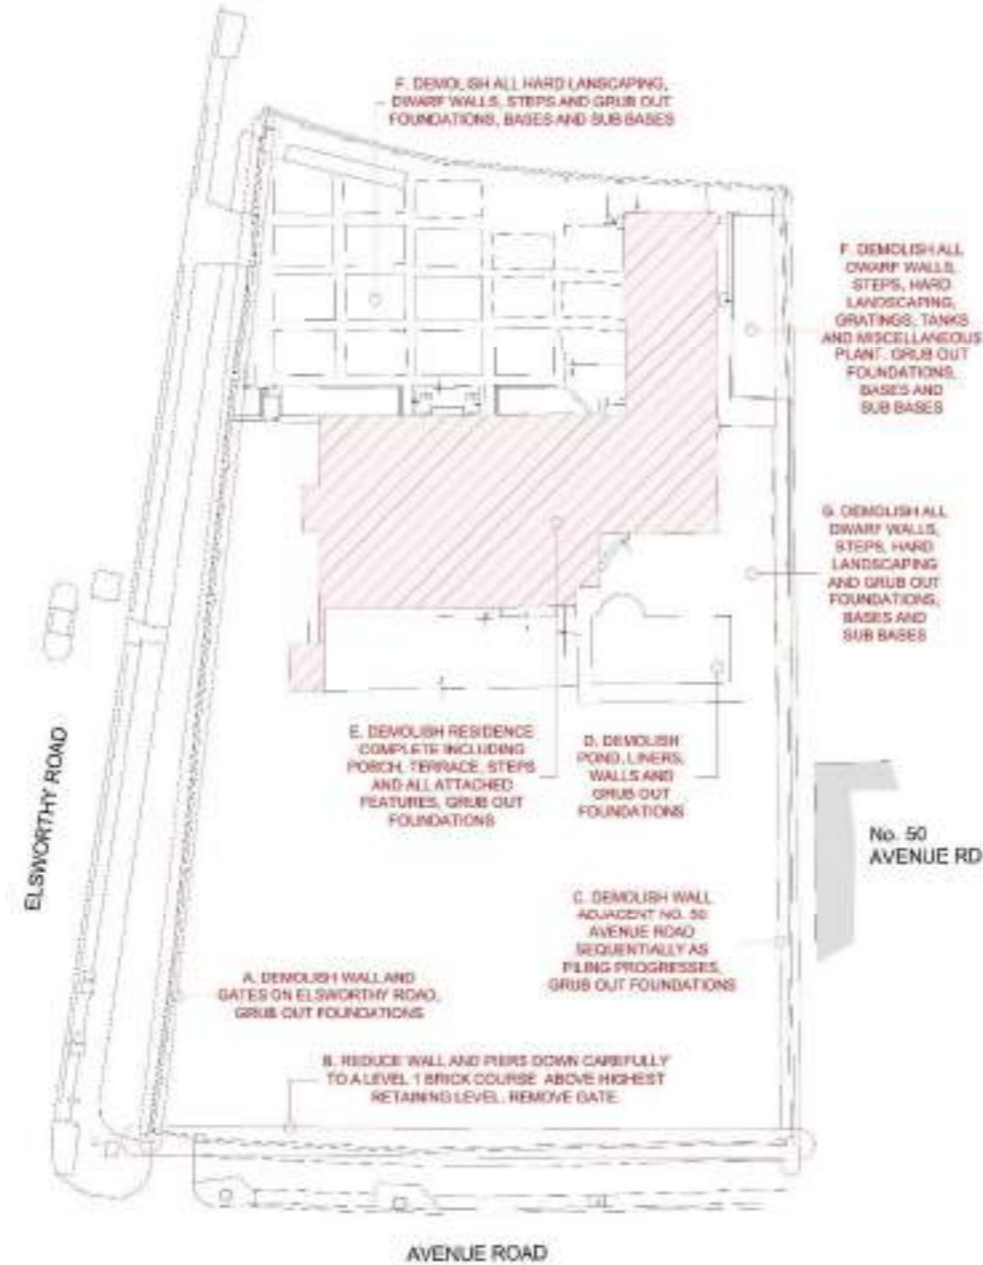 F. DEMOLISH ALL HARD LANSCAPING,
DWARF WALLS, STEPS AND GRUB OUT
FOUNDATIONS, BASES AND SUB BASES
F. DEMOLISH ALL
DWARF WALLS,
STEPS, HARD
LANDSCAPING,
GRATINGS, TANKS
AND MISCELLANEOUS
PLANT. GRUB OUT
FOUNDATIONS,
BASES AND
SUB BASES
G. DEMOLISH ALL
DWARF WALLS,
STEPS, HARD
LANDSCAPING
AND GRUB OUT
FOUNDATIONS,
BASES AND
SUB BASES
E. DEMOLISH RESIDENCE
COMPLETE INCLUDING
PORCH, TERRACE, STEPS
AND ALL ATTACHED
FEATURES, GRUB OUT
FOUNDATIONS
D. DEMOLISH
POND, LINERS,
WALLS AND
GRUB OUT
FOUNDATIONS
ELSWORTHY ROAD
No. 50
AVENUE RD
C. DEMOLISH WALL
ADJACENT NO. 50
AVENUE ROAD
SEQUENTIALLY AS
PILING PROGRESSES,
GRUB OUT FOUNDATIONS
A. DEMOLISH WALL AND
GATES ON ELSWORTHY ROAD,
GRUB OUT FOUNDATIONS
B. REDUCE WALL AND PIERS DOWN CAREFULLY
TO A LEVEL 1 BRICK COURSE ABOVE HIGHEST
RETAINING LEVEL. REMOVE GATE.
AVENUE ROAD